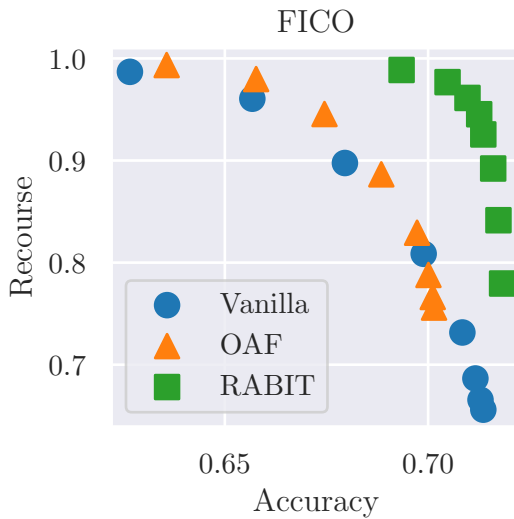 FICO
1.0
0.9
0.8
0.7
Recourse
Vanilla
OAF
RABIT
0.65
0.70
Accuracy